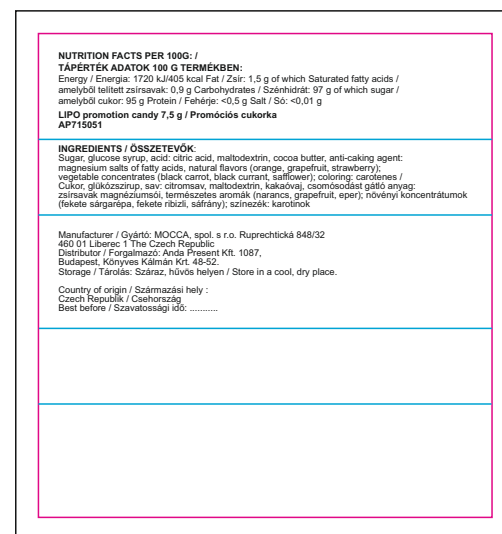 NUTRITION FACTS PER 100G: /
TÁPÉRTÉK ADATOK 100 G TERMÉKBEN:
Energy / Energia: 1720 kJ/405 kcal Fat / Zsír: 1,5 g of which Saturated fatty acids /
amelyből telített zsírsavak: 0,9 g Carbohydrates / Szénhidrát: 97 g of which sugar /
amelyből cukor: 95 g Protein / Fehérje: <0,5 g Salt / Só: <0,01 g
LIPO promotion candy 7,5 g / Promóciós cukorka
AP715051
INGREDIENTS / ÖSSZETEVŐK:
Sugar, glucose syrup, acid: citric acid, maltodextrin, cocoa butter, anti-caking agent:
magnesium salts of fatty acids, natural flavors (orange, grapefruit, strawberry);
vegetable concentrates (black carrot, black currant, safflower); coloring: carotenes /
Cukor, glükózszirup, sav: citromsav, maltodextrin, kakaóvaj, csomósodást gátló anyag:
zsírsavak magnéziumsói, természetes aromák (narancs, grapefruit, eper); növényi koncentrátumok
(fekete sárgarépa, fekete ribizli, sáfrány); színezék: karotinok
Manufacturer / Gyártó: MOCCA, spol. s r.o. Ruprechtická 848/32
460 01 Liberec 1 The Czech Republic
Distributor / Forgalmazó: Anda Present Kft. 1087,
Budapest, Könyves Kálmán Krt. 48-52.
Storage / Tárolás: Száraz, hűvös helyen / Store in a cool, dry place.
Country of origin / Származási hely :
Czech Republik / Csehország
Best before / Szavatossági idő: ...........